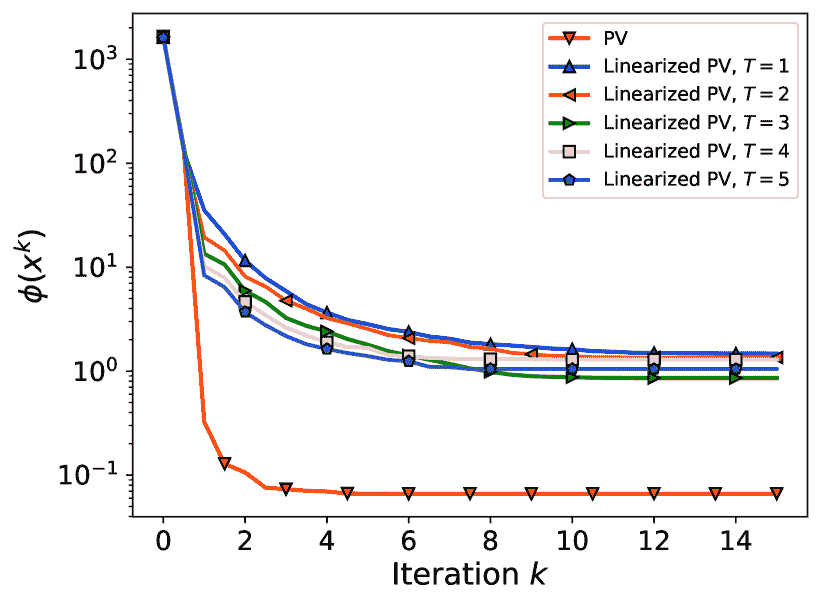 ϕ(xᵏ)
10³
10²
10¹
10⁰
10⁻¹
PV
Linearized PV, T = 1
Linearized PV, T = 2
Linearized PV, T = 3
Linearized PV, T = 4
Linearized PV, T = 5
0 2 4 6 8 10 12 14
Iteration k